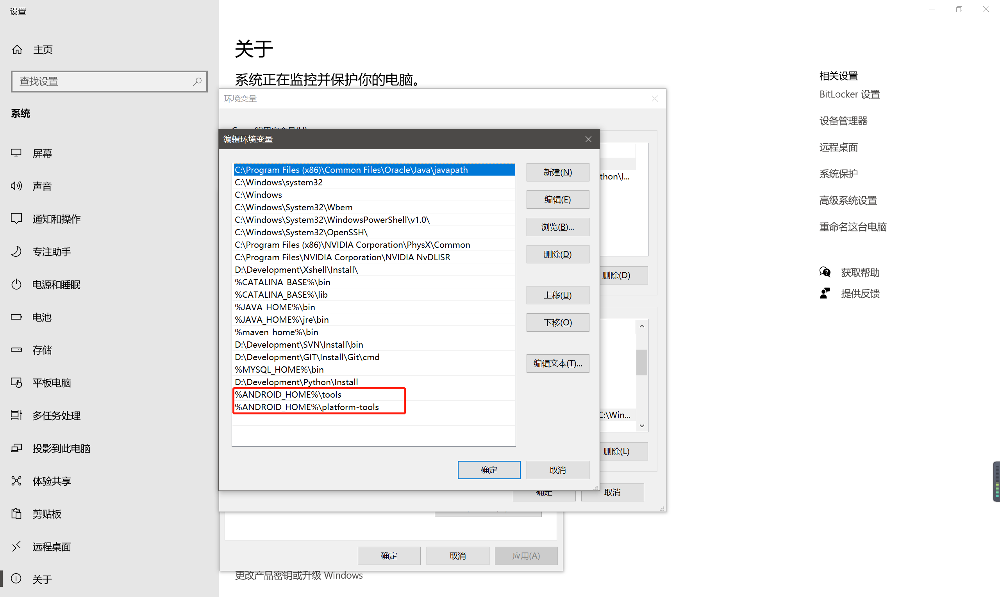 设置
主页
查找设置
系统
屏幕
声音
通知和操作
专注助手
电源和睡眠
电池
存储
平板电脑
多任务处理
投影到此电脑
体验共享
剪贴板
远程桌面
关于
关于
系统正在监控并保护你的电脑。
环境变量
编辑环境变量
C:\Program Files (x86)\Common Files\Oracle\Java\javapath
C:\Windows\system32
C:\Windows
C:\Windows\System32\Wbem
C:\Windows\System32\WindowsPowerShell\v1.0\
C:\Windows\System32\OpenSSH\
C:\Program Files (x86)\NVIDIA Corporation\PhysX\Common
C:\Program Files\NVIDIA Corporation\NVIDIA NvDLISR
D:\Development\Xshell\Install\
%CATALINA_BASE%\bin
%CATALINA_BASE%\lib
%JAVA_HOME%\bin
%JAVA_HOME%\jre\bin
%maven_home%\bin
D:\Development\SVN\Install\bin
D:\Development\GIT\Install\Git\cmd
%MYSQL_HOME%\bin
D:\Development\Python\Install
%ANDROID_HOME%\tools
%ANDROID_HOME%\platform-tools
新建(N)
编辑(E)
浏览(B)...
删除(D)
上移(U)
下移(O)
编辑文本(T)...
确定
取消
thon\I...
删除(D)
C:\Win...
删除(L)
确定
取消
确定
取消
应用(A)
更改产品密钥或升级 Windows
相关设置
BitLocker 设置
设备管理器
远程桌面
系统保护
高级系统设置
重命名这台电脑
获取帮助
提供反馈